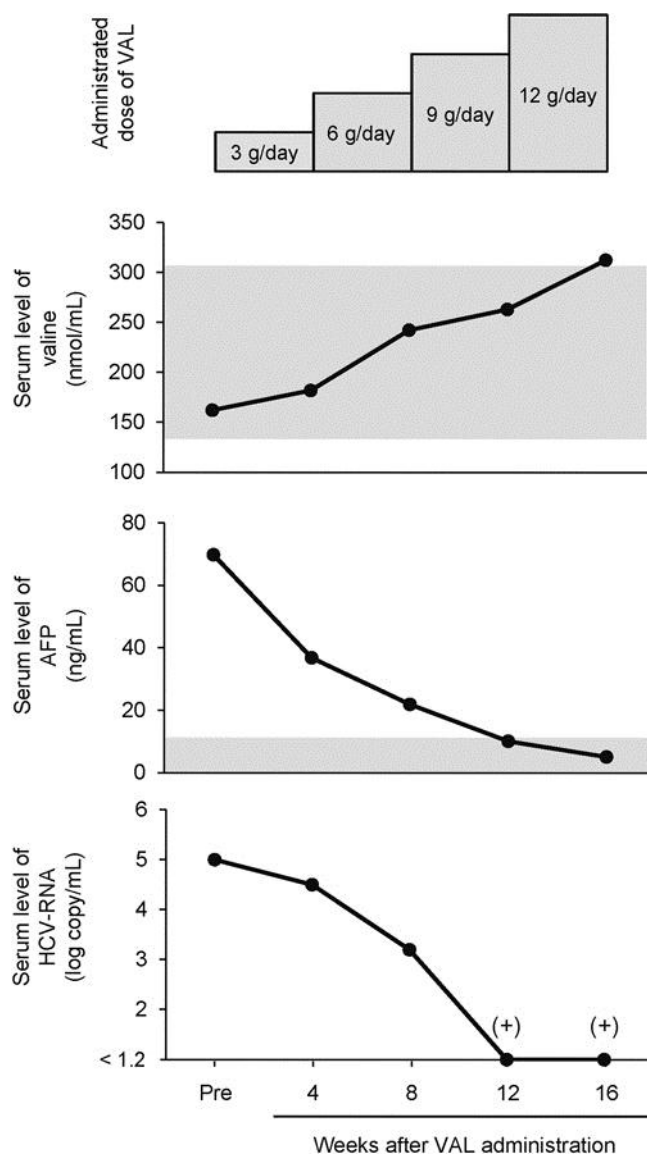 Administrated
dose of VAL
3 g/day
6 g/day
9 g/day
12 g/day
Serum level of
valine
(nmol/mL)
350
300
250
200
150
100
Serum level of
AFP
(ng/mL)
80
60
40
20
0
Serum level of
HCV-RNA
(log copy/mL)
6
5
4
3
2
< 1.2
(+)
(+)
Pre
4
8
12
16
Weeks after VAL administration